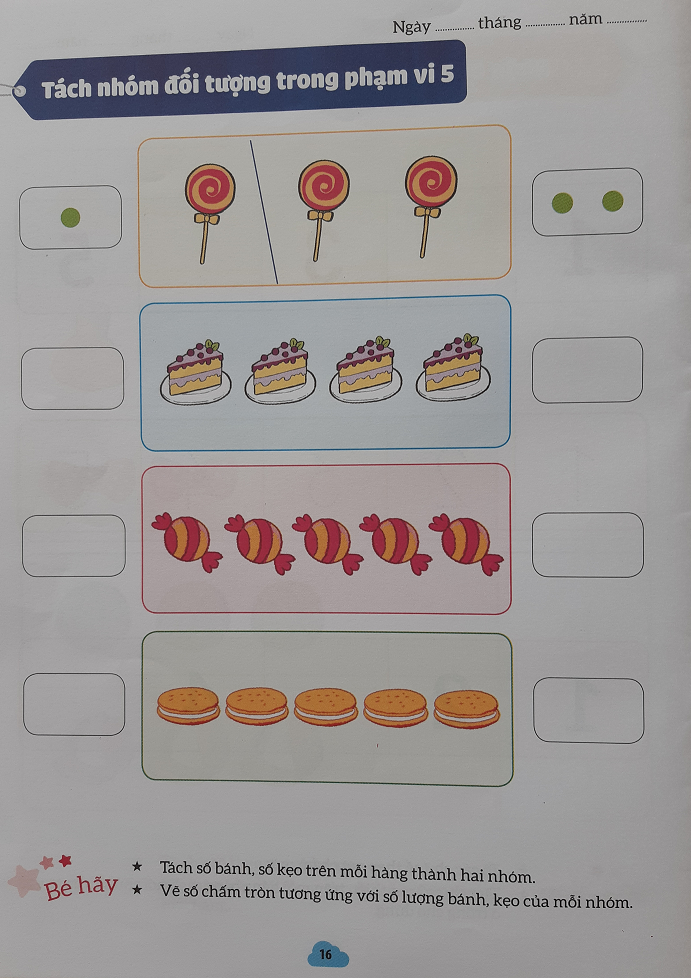 Ngày ............ tháng ............ năm ............
Tách nhóm đối tượng trong phạm vi 5
Bé hãy
★ Tách số bánh, số kẹo trên mỗi hàng thành hai nhóm.
★ Vẽ số chấm tròn tương ứng với số lượng bánh, kẹo của mỗi nhóm.
16